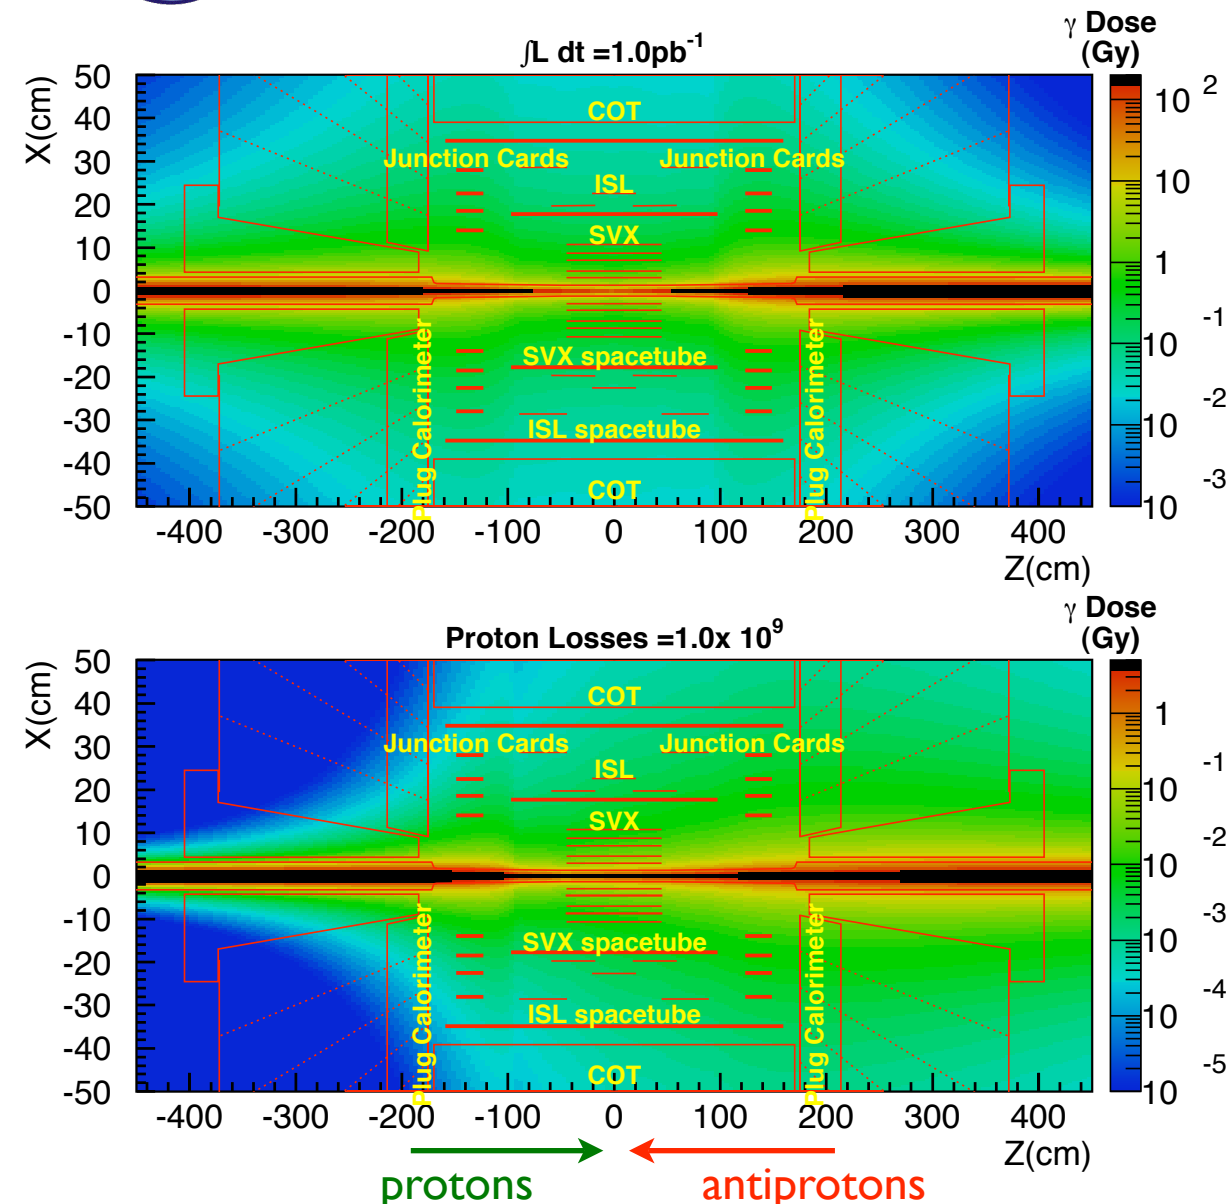 ∫L dt =1.0pb⁻¹
γ Dose
(Gy)
X(cm)
50
40
30
20
10
0
-10
-20
-30
-40
-50
COT
Junction Cards Junction Cards
ISL
SVX
SVX spacetube
ISL spacetube
COT
Plug Calorimeter
Plug Calorimeter
10 2
10
1
10 -1
10 -2
10 -3
-400 -300 -200 -100 0 100 200 300 400
Z(cm)
Proton Losses =1.0x 10⁹
γ Dose
(Gy)
X(cm)
50
40
30
20
10
0
-10
-20
-30
-40
-50
COT
Junction Cards Junction Cards
ISL
SVX
SVX spacetube
ISL spacetube
COT
Plug Calorimeter
Plug Calorimeter
1
10 -1
10 -2
10 -3
10 -4
10 -5
-400 -300 -200 -100 0 100 200 300 400
Z(cm)
protons antiprotons